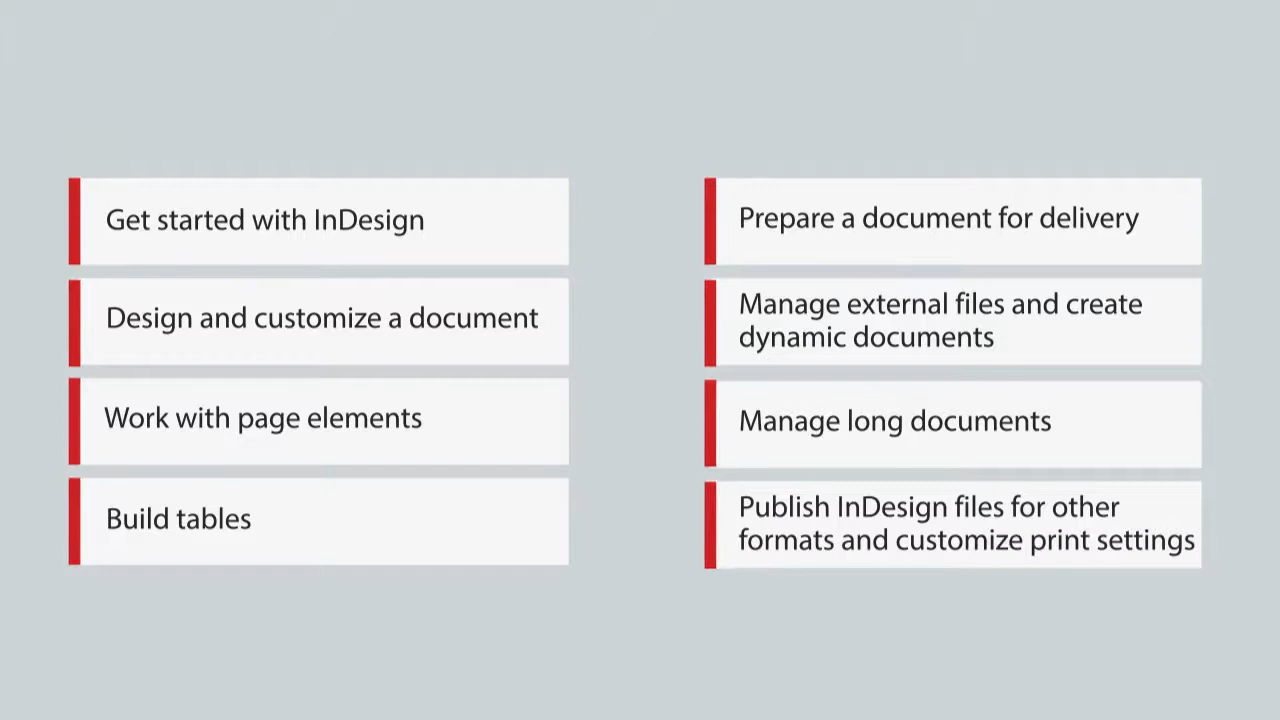 Get started with InDesign
Design and customize a document
Work with page elements
Build tables
Prepare a document for delivery
Manage external files and create
dynamic documents
Manage long documents
Publish InDesign files for other
formats and customize print settings